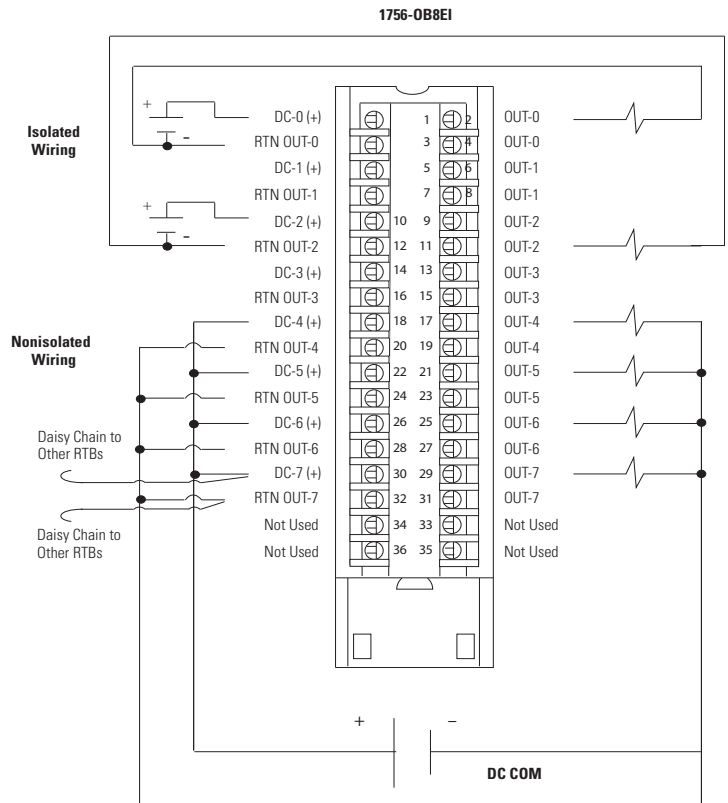 1756-OB8EI
Isolated
Wiring
+
-
+
-
DC-0 (+) 1 2 OUT-0
RTN OUT-0 3 4 OUT-0
DC-1 (+) 5 6 OUT-1
RTN OUT-1 7 8 OUT-1
DC-2 (+) 10 9 OUT-2
RTN OUT-2 12 11 OUT-2
DC-3 (+) 14 13 OUT-3
RTN OUT-3 16 15 OUT-3
DC-4 (+) 18 17 OUT-4
Nonisolated
Wiring
RTN OUT-4 20 19 OUT-4
DC-5 (+) 22 21 OUT-5
RTN OUT-5 24 23 OUT-5
DC-6 (+) 26 25 OUT-6
Daisy Chain to
Other RTBs
RTN OUT-6 28 27 OUT-6
DC-7 (+) 30 29 OUT-7
RTN OUT-7 32 31 OUT-7
Daisy Chain to
Other RTBs
Not Used 34 33 Not Used
Not Used 36 35 Not Used
+ −
DC COM